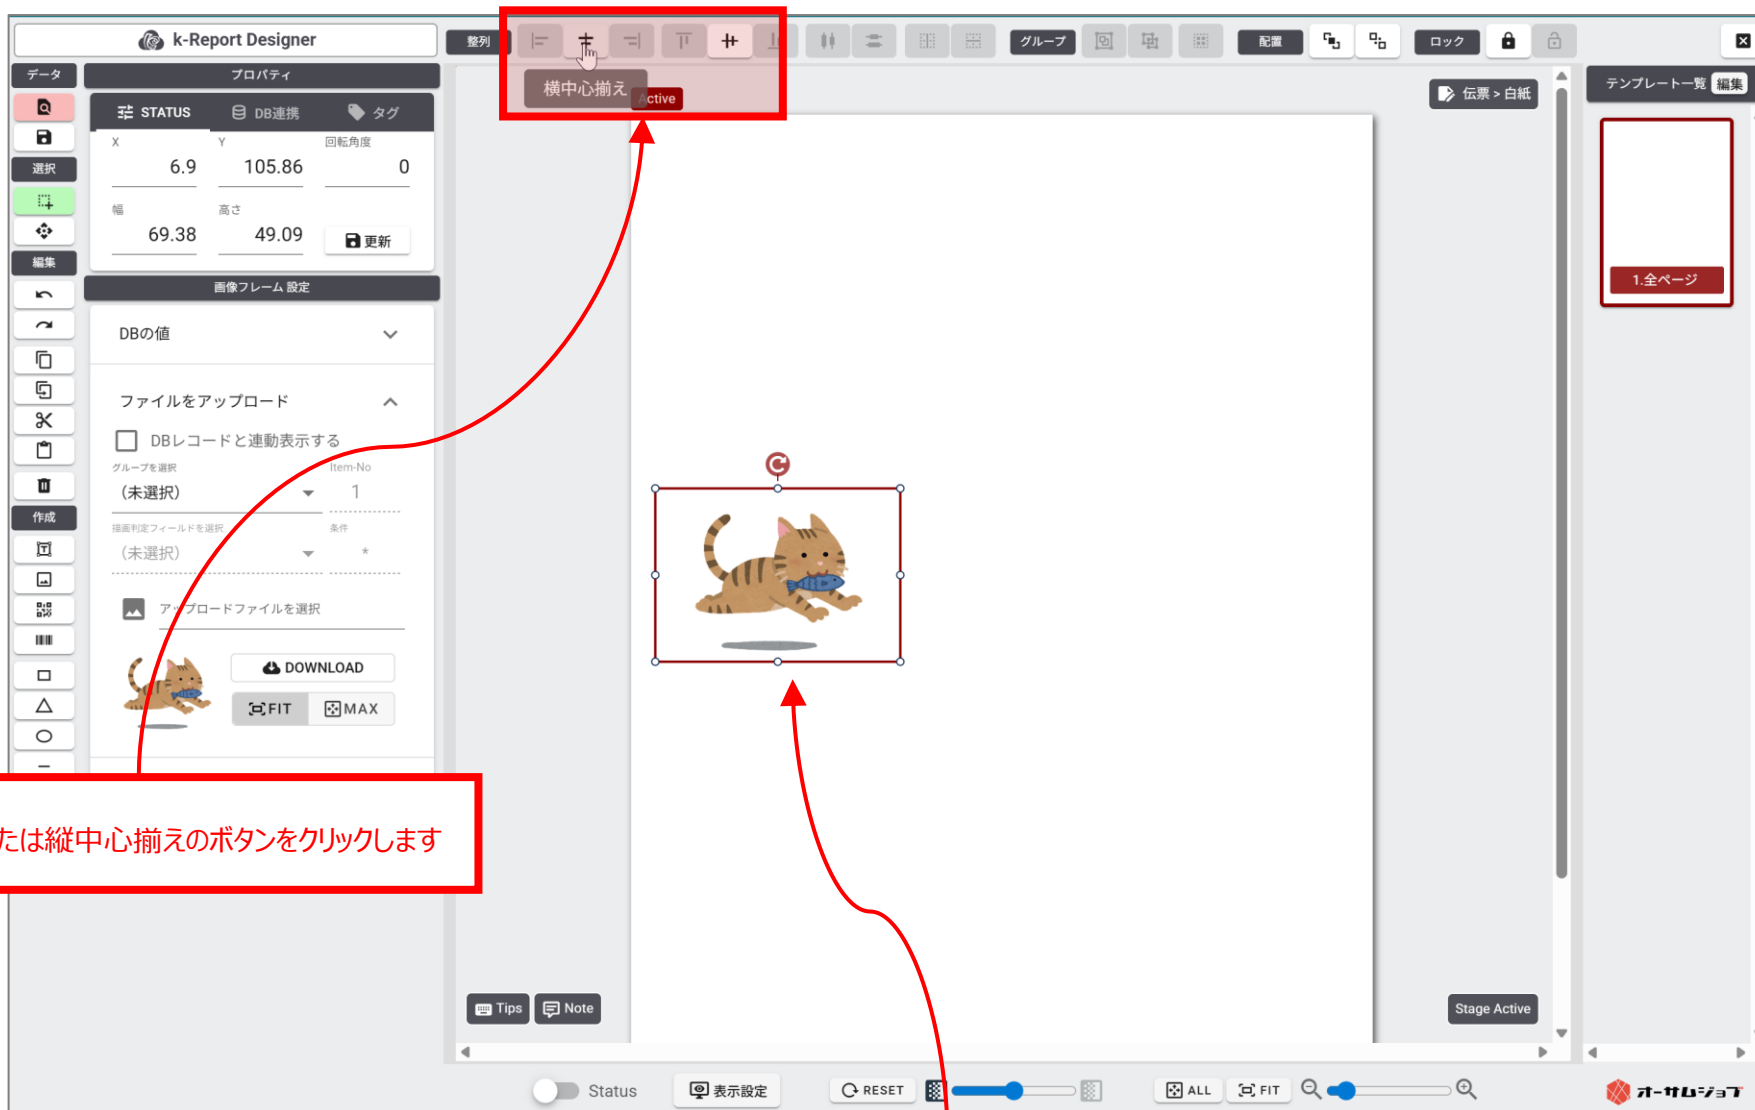 k-Report Designer
整列
グループ
配置
ロック
データ
プロパティ
横中心揃え
Active
伝票 > 白紙
テンプレート一覧 編集
STATUS
DB連携
タグ
X
Y
回転角度
6.9
105.86
0
選択
幅
高さ
69.38
49.09
更新
編集
画像フレーム 設定
1.全ページ
DBの値
ファイルをアップロード
DBレコードと連動表示する
グループを選択
Item-No
(未選択)
1
作成
描画判定フィールドを選択
条件
(未選択)
*
アップロードファイルを選択
DOWNLOAD
FIT
MAX
たは縦中心揃えのボタンをクリックします
Tips
Note
Stage Active
Status
表示設定
RESET
ALL
FIT
オーサムジョブ